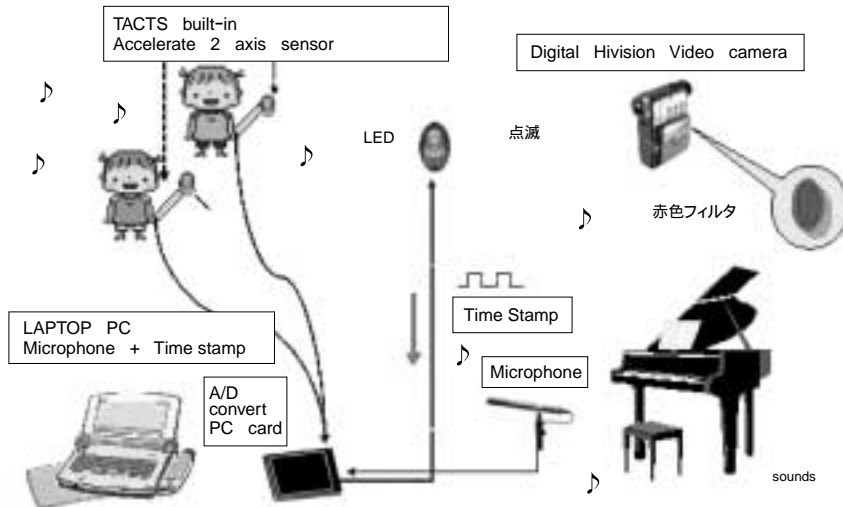 TACTS built-in
Accelerate 2 axis sensor
Digital Hivision Video camera
LED
点滅
赤色フィルタ
Time Stamp
LAPTOP PC
Microphone + Time stamp
Microphone
A/D
convert
PC card
sounds